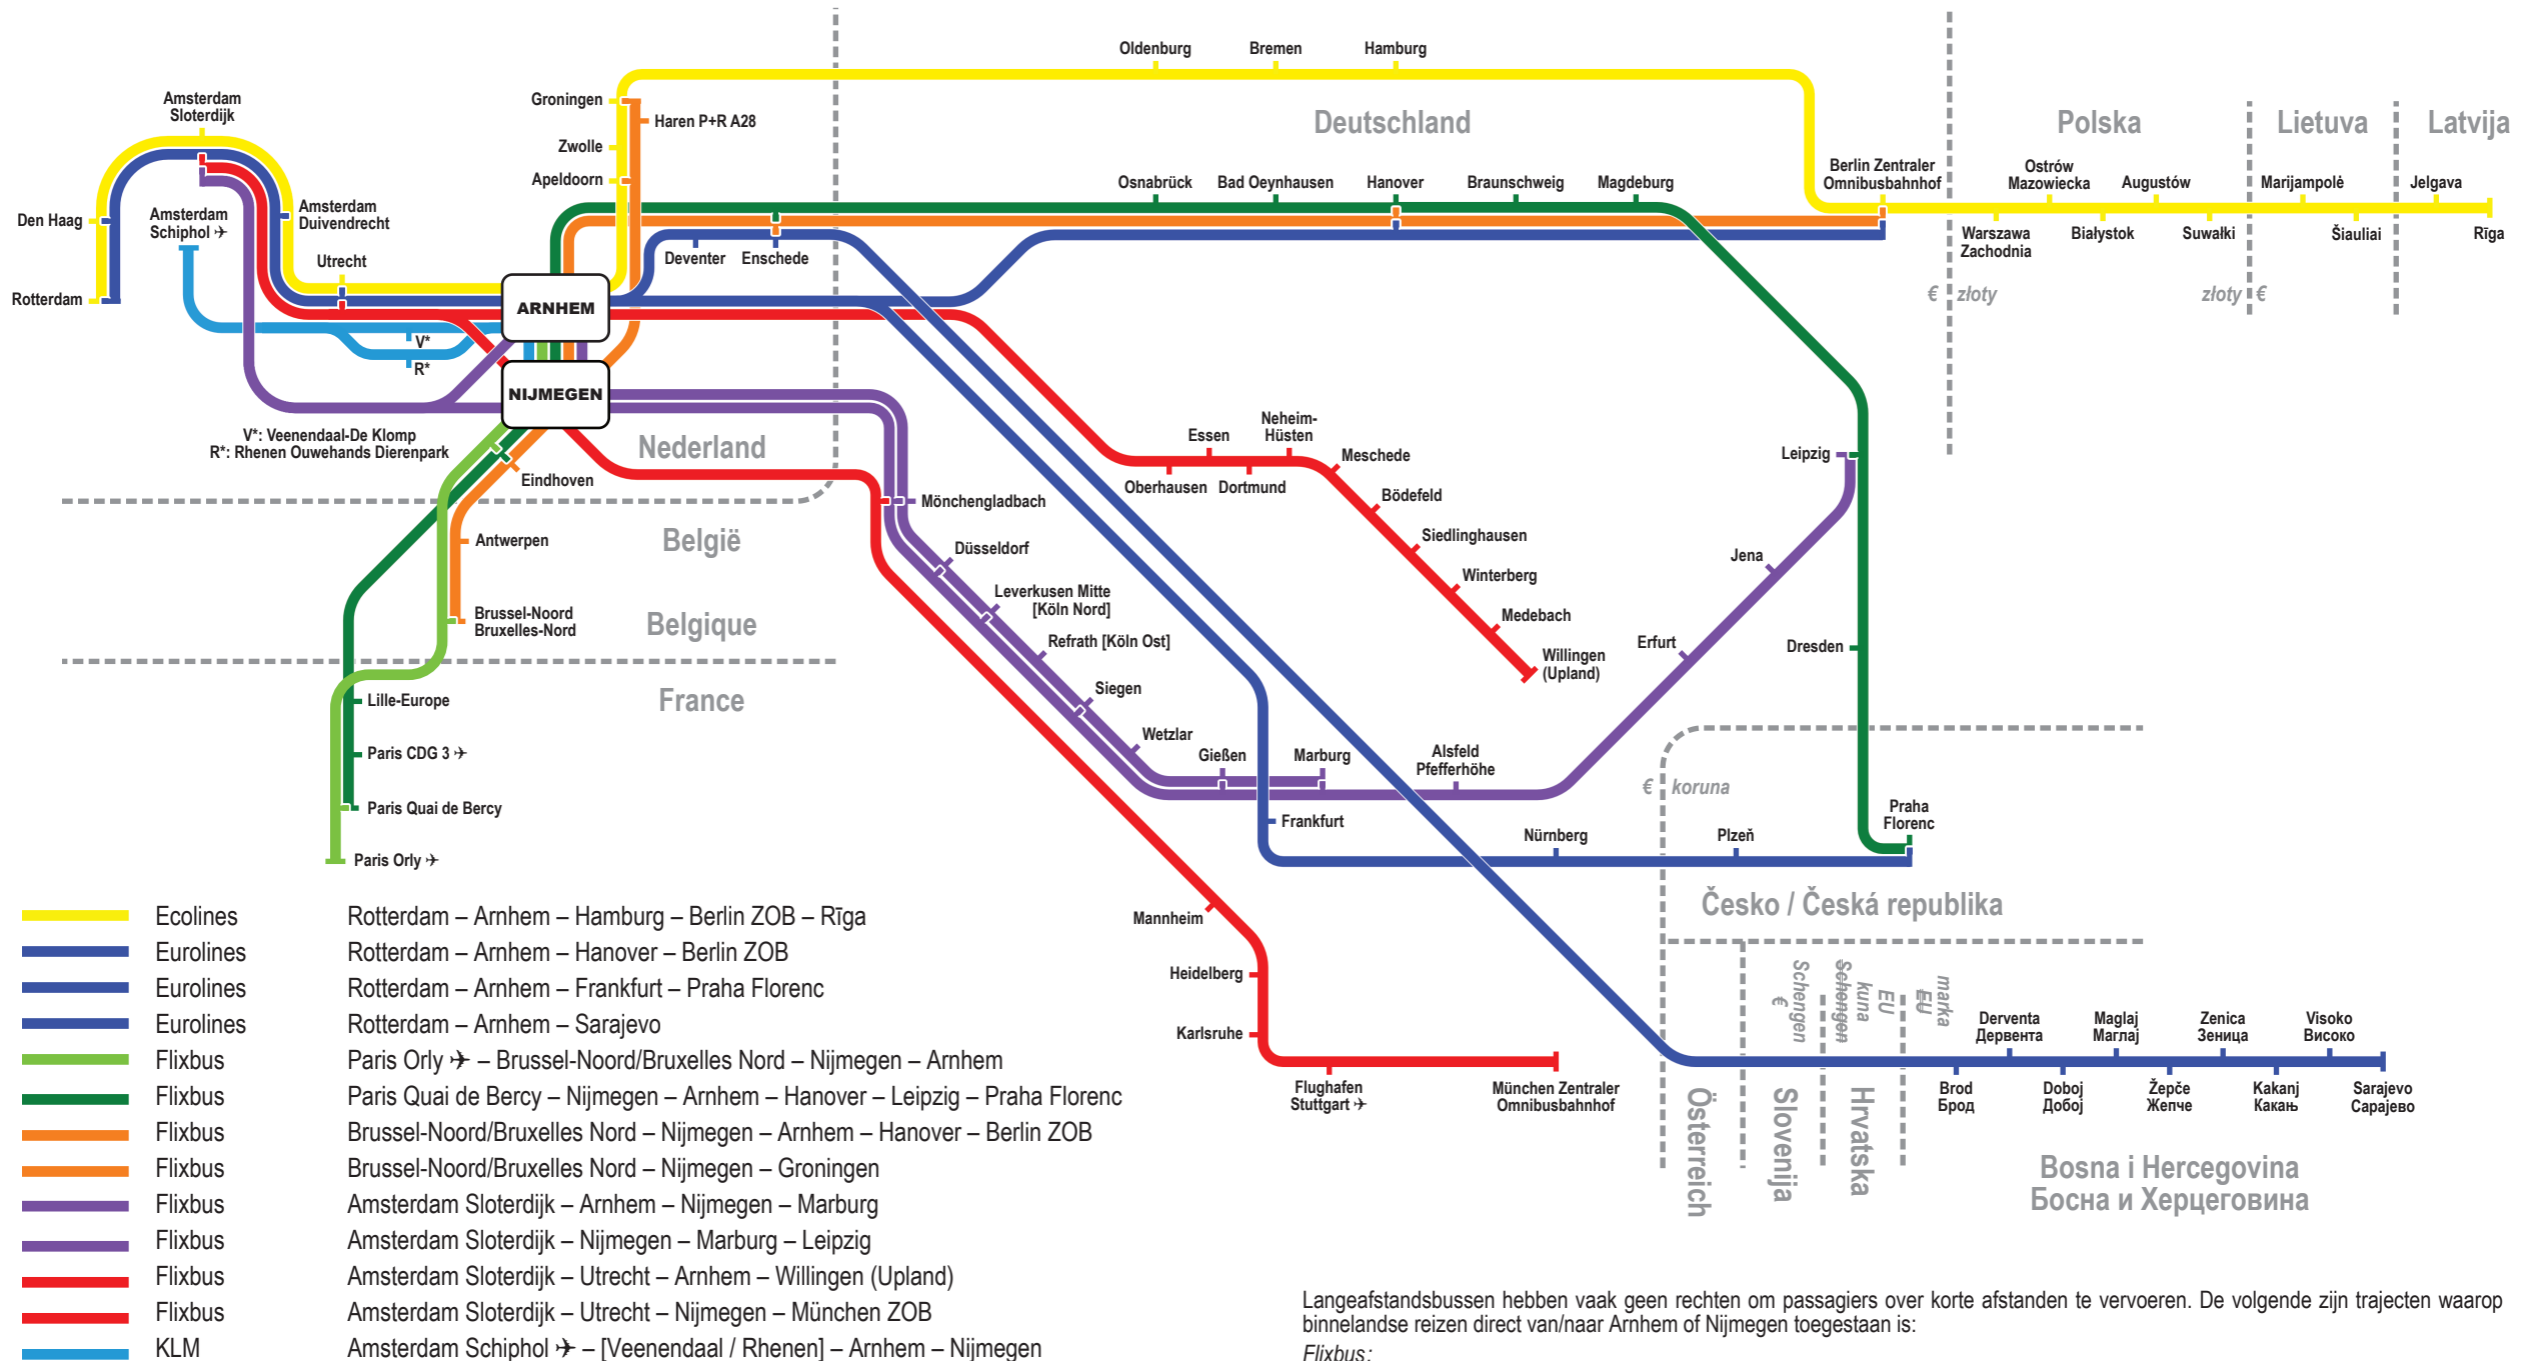 Oldenburg
Bremen
Hamburg
Amsterdam
Sloterdijk
Groningen
Haren P+R A28
Deutschland
Polska
Lietuva
Latvija
Zwolle
Apeldoorn
Osnabrück
Bad Oeynhausen
Hanover
Braunschweig
Magdeburg
Berlin Zentraler
Omnibusbahnhof
Ostrów
Mazowiecka
Augustów
Marijampolė
Jelgava
Den Haag
Amsterdam
Schiphol ✈
Amsterdam
Duivendrecht
Utrecht
Deventer
Enschede
Warszawa
Zachodnia
Białystok
Suwałki
Šiauliai
Rīga
Rotterdam
ARNHEM
€
złoty
złoty
€
V*
R*
NIJMEGEN
V*: Veenendaal-De Klomp
R*: Rhenen Ouwehands Dierenpark
Nederland
Eindhoven
Essen
Neheim-
Hüsten
Meschede
Oberhausen
Dortmund
Leipzig
Mönchengladbach
Bödefeld
Antwerpen
België
Düsseldorf
Siedlinghausen
Jena
Leverkusen Mitte
[Köln Nord]
Winterberg
Brussel-Noord
Bruxelles-Nord
Belgique
Refrath [Köln Ost]
Medebach
Erfurt
Dresden
Willingen
(Upland)
Lille-Europe
France
Siegen
Wetzlar
Paris CDG 3 ✈
Gießen
Marburg
Alsfeld
Pfefferhöhe
€
koruna
Paris Quai de Bercy
Frankfurt
Nürnberg
Plzeň
Praha
Florenc
Paris Orly ✈
Česko / Česká republika
Mannheim
Heidelberg
Karlsruhe
Flughafen
Stuttgart ✈
München Zentraler
Omnibusbahnhof
Schengen
€
Schengen
kuna
EU
EU
marka
Derventa
Дервента
Maglaj
Маглај
Zenica
Зеница
Visoko
Високо
Brod
Брод
Doboj
Добој
Žepče
Жепче
Kakanj
Какањ
Sarajevo
Сарајево
Österreich
Slovenija
Hrvatska
Bosna i Hercegovina
Босна и Херцеговина
Ecolines Rotterdam – Arnhem – Hamburg – Berlin ZOB – Rīga
Eurolines Rotterdam – Arnhem – Hanover – Berlin ZOB
Eurolines Rotterdam – Arnhem – Frankfurt – Praha Florenc
Eurolines Rotterdam – Arnhem – Sarajevo
Flixbus Paris Orly ✈ – Brussel-Noord/Bruxelles Nord – Nijmegen – Arnhem
Flixbus Paris Quai de Bercy – Nijmegen – Arnhem – Hanover – Leipzig – Praha Florenc
Flixbus Brussel-Noord/Bruxelles Nord – Nijmegen – Arnhem – Hanover – Berlin ZOB
Flixbus Brussel-Noord/Bruxelles Nord – Nijmegen – Groningen
Flixbus Amsterdam Sloterdijk – Arnhem – Nijmegen – Marburg
Flixbus Amsterdam Sloterdijk – Nijmegen – Marburg – Leipzig
Flixbus Amsterdam Sloterdijk – Utrecht – Arnhem – Willingen (Upland)
Flixbus Amsterdam Sloterdijk – Utrecht – Nijmegen – München ZOB
KLM Amsterdam Schiphol ✈ – [Veenendaal / Rhenen] – Arnhem – Nijmegen
Langeafstandsbussen hebben vaak geen rechten om passagiers over korte afstanden te vervoeren. De volgende zijn trajecten waarop
binnelandse reizen direct van/naar Arnhem of Nijmegen toegestaan is:
Flixbus: